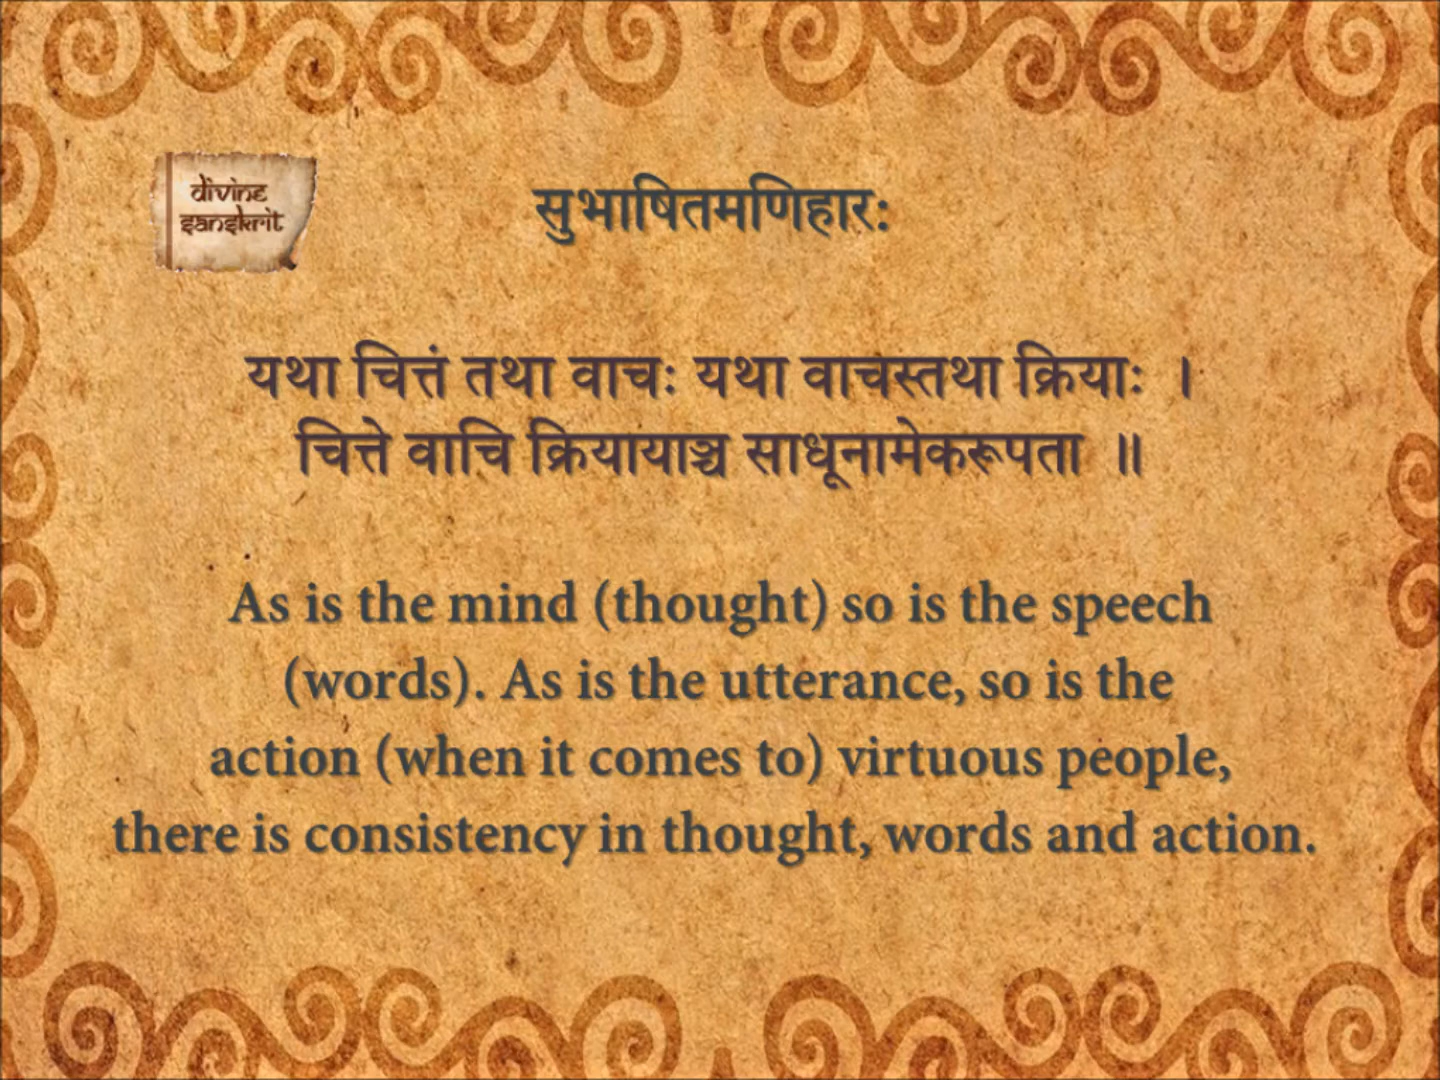 divine
sanskrit
सुभाषितमणिहारः
यथा चित्तं तथा वाचः यथा वाचस्तथा क्रियाः ।
चित्ते वाचि क्रियायाञ्च साधूनामेकरूपता ॥
As is the mind (thought) so is the speech
(words). As is the utterance, so is the
action (when it comes to) virtuous people,
there is consistency in thought, words and action.